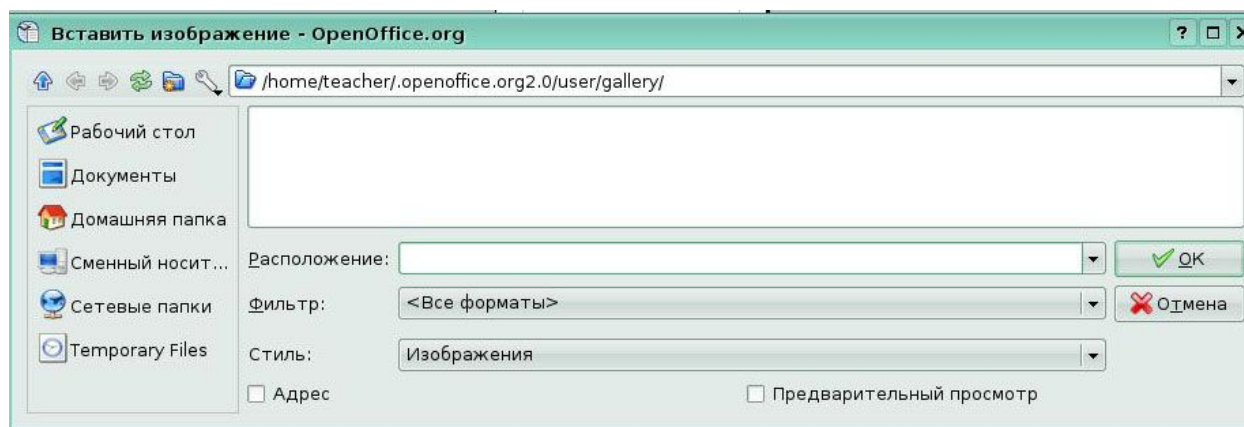 Вставить изображение - OpenOffice.org
/home/teacher/.openoffice.org2.0/user/gallery/
Рабочий стол
Документы
Домашняя папка
Сменный носит...
Сетевые папки
Temporary Files
Расположение:
OK
Фильтр: <Все форматы>
Отмена
Стиль: Изображения
Адрес
Предварительный просмотр